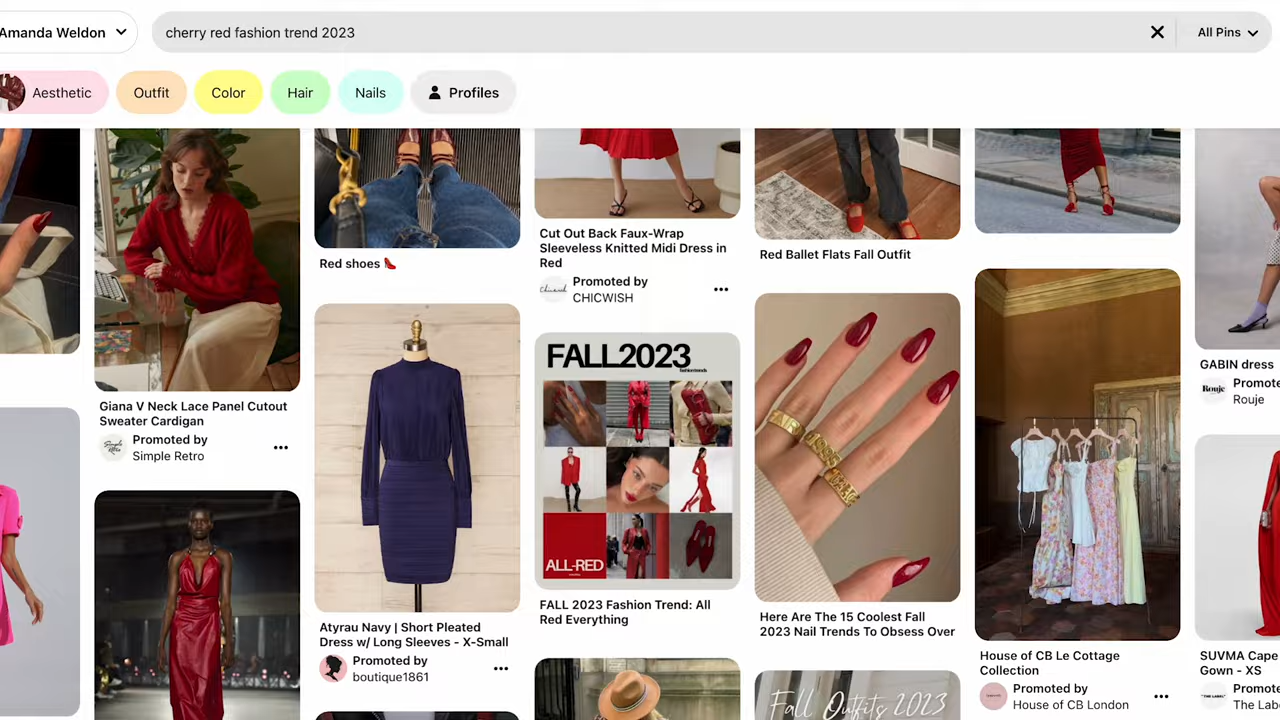 Amanda Weldon
cherry red fashion trend 2023
All Pins
Aesthetic
Outfit
Color
Hair
Nails
Profiles
Giana V Neck Lace Panel Cutout
Sweater Cardigan
Promoted by
Simple Retro
Red shoes
Atyrau Navy | Short Pleated
Dress w/ Long Sleeves - X-Small
Promoted by
boutique1861
Cut Out Back Faux-Wrap
Sleeveless Knitted Midi Dress in
Red
Chicwish
Promoted by
CHICWISH
FALL2023
fashion trends
ALL-RED
FALL 2023 Fashion Trend: All
Red Everything
Red Ballet Flats Fall Outfit
Here Are The 15 Coolest Fall
2023 Nail Trends To Obsess Over
Fall Outfits 2023
House of CB Le Cottage
Collection
Promoted by
House of CB London
GABIN dress
Rouje
Promote
Rouje
SUVMA Cape
Gown - XS
Promote
The Lab